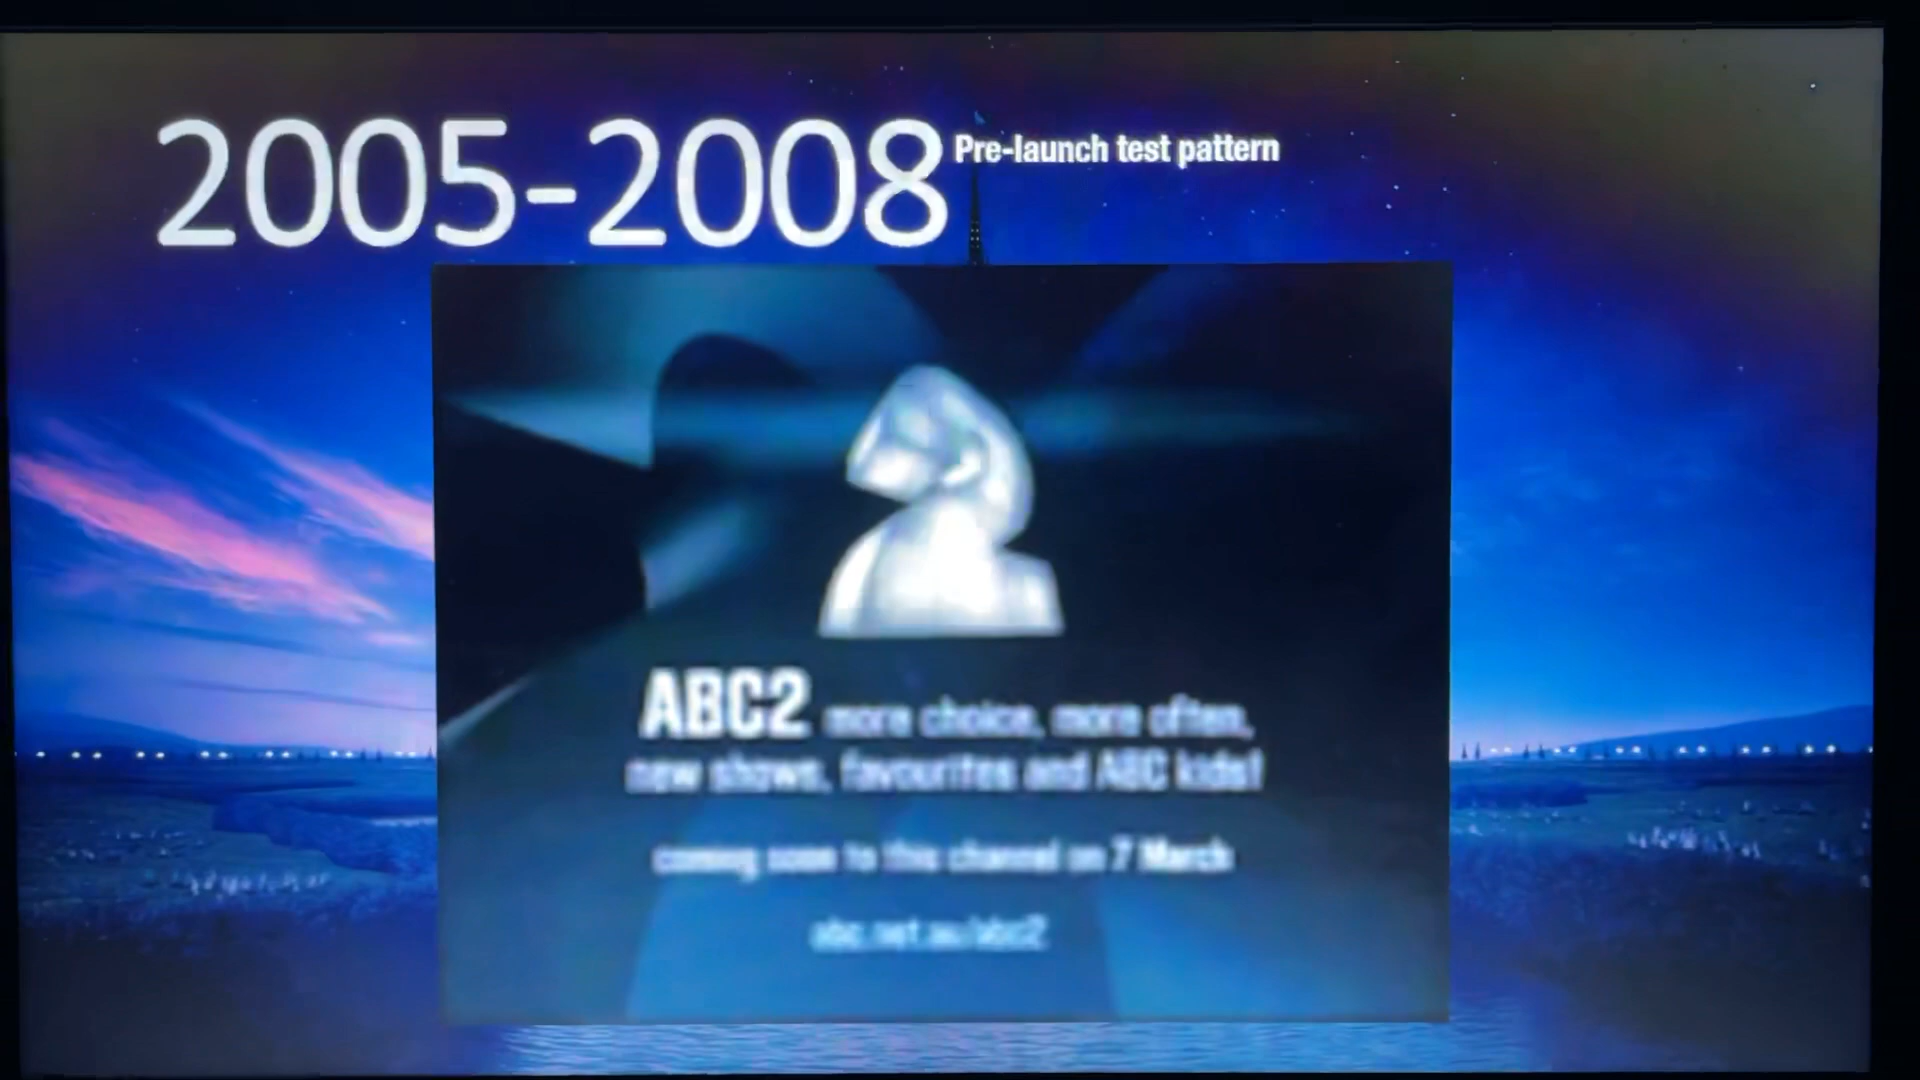 2005-2008 Pre-launch test pattern
ABC2 more choice, more often,
new shows, favourites and ABC kids!
coming soon to this channel on 7 March
abc.net.au/abc2